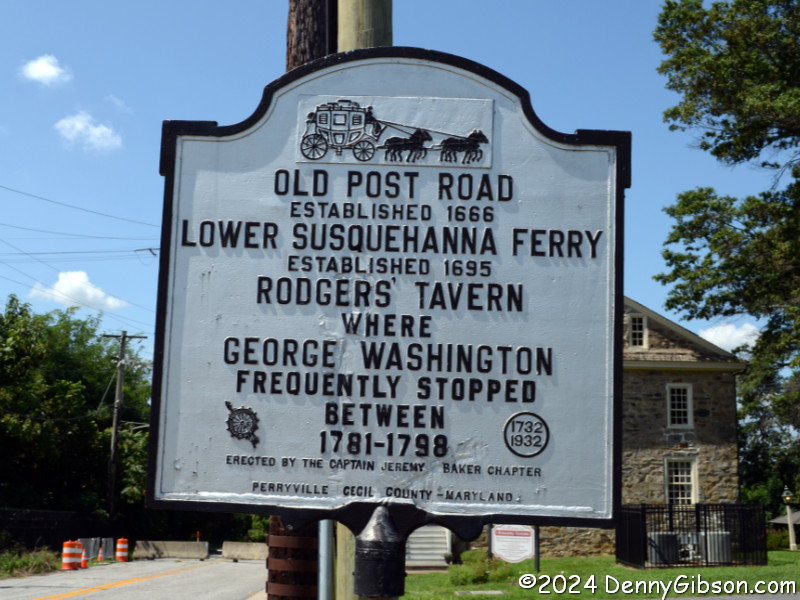 OLD POST ROAD
ESTABLISHED 1666
LOWER SUSQUEHANNA FERRY
ESTABLISHED 1695
RODGERS' TAVERN
WHERE
GEORGE WASHINGTON
FREQUENTLY STOPPED
BETWEEN
1781-1798
1732
1932
ERECTED BY THE CAPTAIN JEREMY BAKER CHAPTER
PERRYVILLE CECIL COUNTY-MARYLAND
©2024 DennyGibson.com